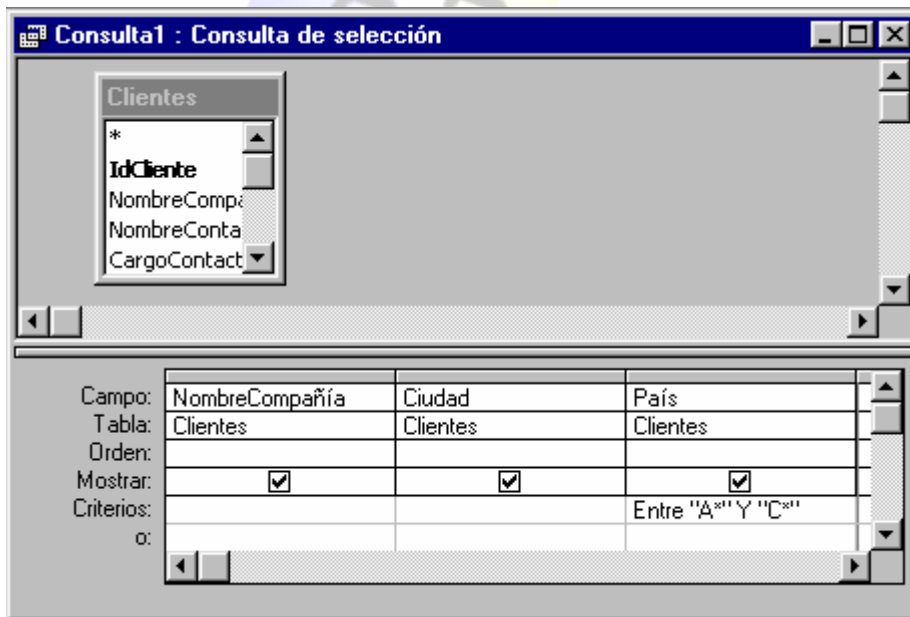 Consulta1 : Consulta de selección
Clientes
*
IdCliente
NombreCompañ
NombreConta
CargoContact
Campo: NombreCompañía Ciudad País
Tabla: Clientes Clientes Clientes
Orden:
Mostrar:
Criterios: Entre "A*" Y "C*"
o: